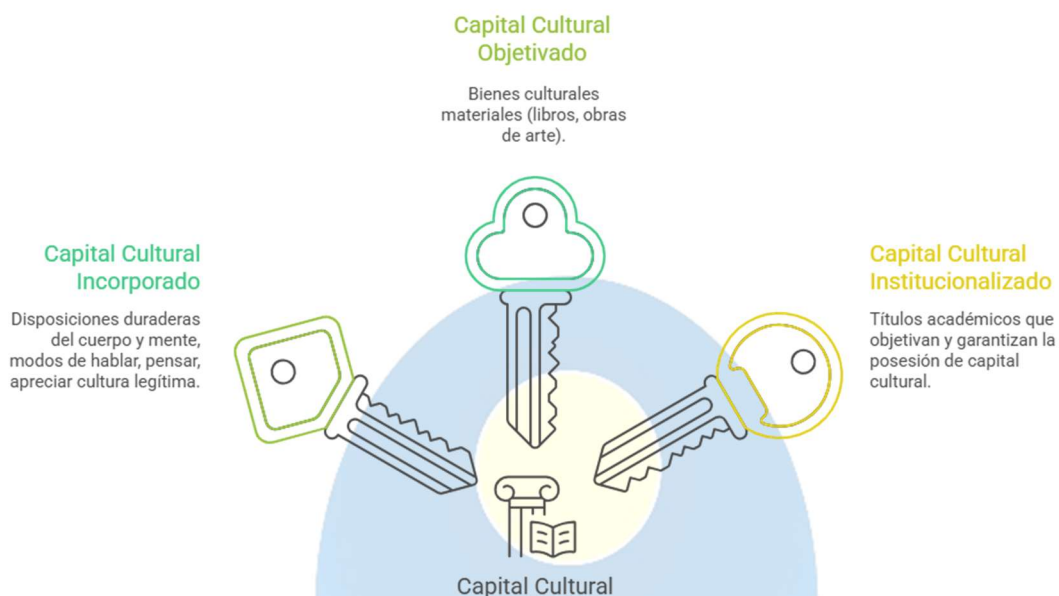 Capital Cultural
Objetivado
Bienes culturales
materiales (libros, obras
de arte).
Capital Cultural
Incorporado
Disposiciones duraderas
del cuerpo y mente,
modos de hablar, pensar,
apreciar cultura legítima.
Capital Cultural
Institucionalizado
Títulos académicos que
objetivan y garantizan la
posesión de capital
cultural.
Capital Cultural